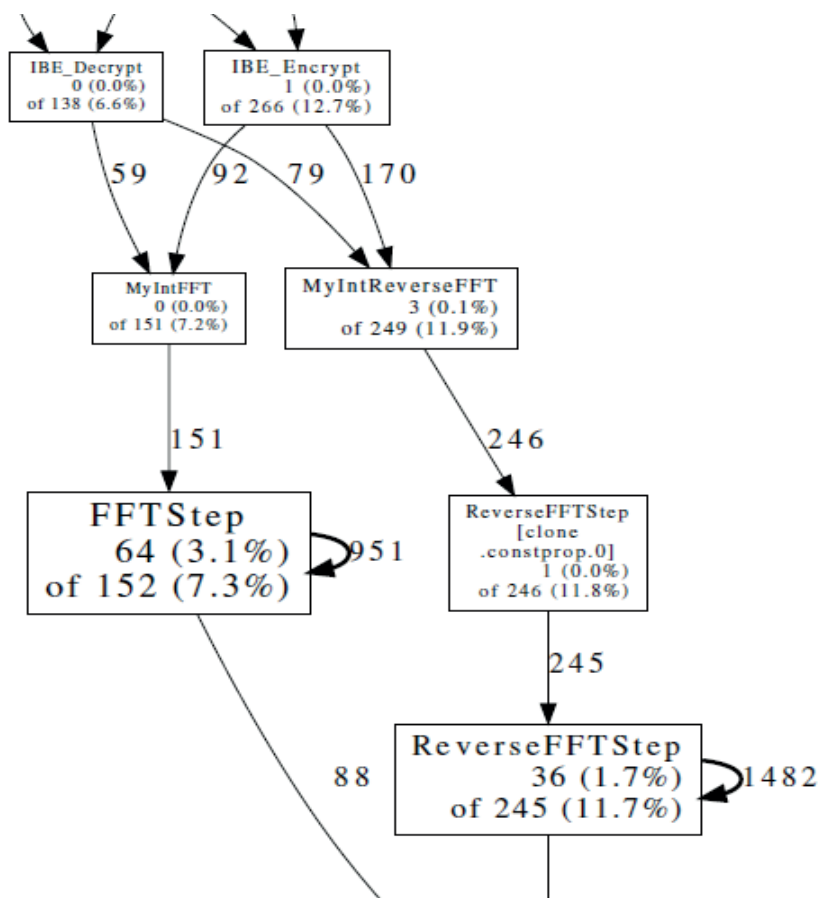 IBE_Decrypt
0 (0.0%)
of 138 (6.6%)
IBE_Encrypt
1 (0.0%)
of 266 (12.7%)
59
92
79
170
MyIntFFT
0 (0.0%)
of 151 (7.2%)
MyIntReverseFFT
3 (0.1%)
of 249 (11.9%)
151
246
FFTStep
64 (3.1%)
of 152 (7.3%)
951
ReverseFFTStep
[clone
.constprop.0]
1 (0.0%)
of 246 (11.8%)
245
88
ReverseFFTStep
36 (1.7%)
of 245 (11.7%)
1482